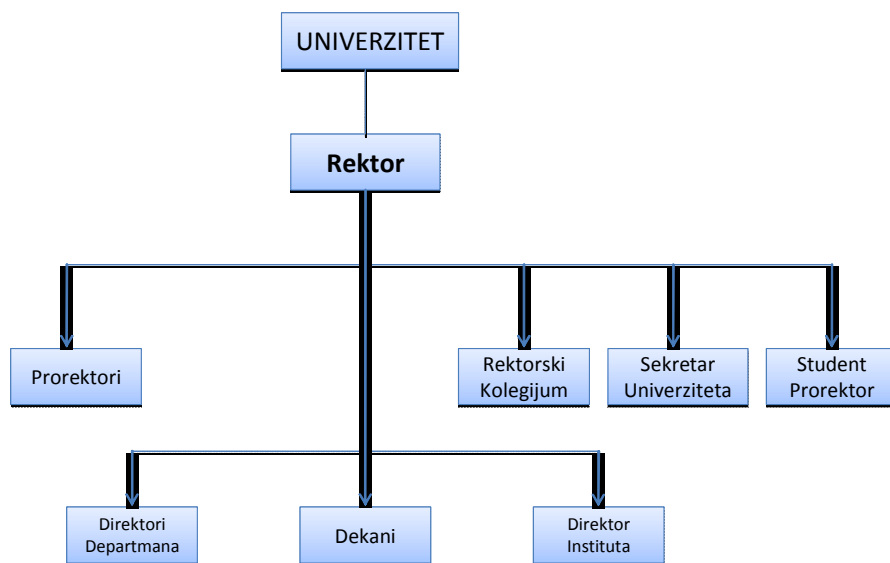 UNIVERZITET
Rektor
Prorektori
Rektorski
Kolegijum
Sekretar
Univerziteta
Student
Prorektor
Direktori
Departmana
Dekani
Direktor
Instituta